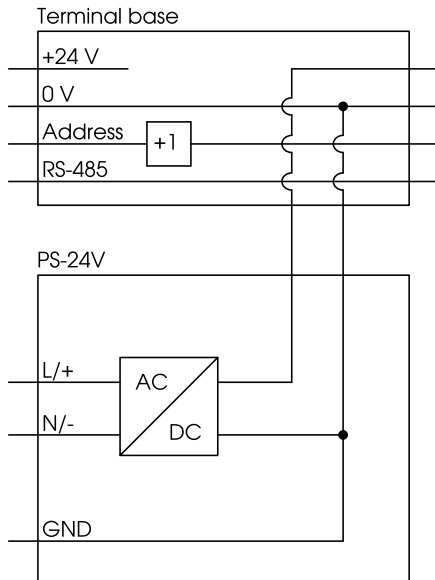 Terminal base
+24 V
0 V
Address
+1
RS-485
PS-24V
L/+
AC
N/-
DC
GND